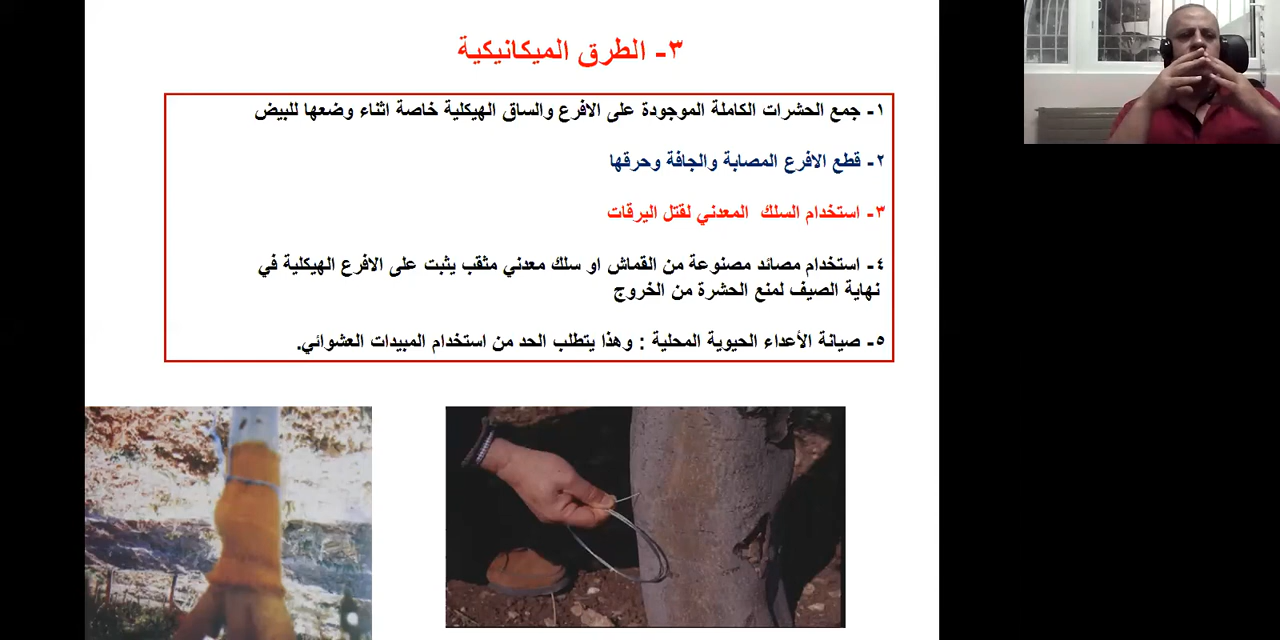 ٣- الطرق الميكانيكية
١- جمع الحشرات الكاملة الموجودة على الافرع والساق الهيكلية خاصة اثناء وضعها للبيض
٢- قطع الافرع المصابة والجافة وحرقها
٣- استخدام السلك المعدني لقتل اليرقات
٤- استخدام مصائد مصنوعة من القماش او سلك معدني مثقب يثبت على الافرع الهيكلية في
نهاية الصيف لمنع الحشرة من الخروج
٥- صيانة الأعداء الحيوية المحلية : وهذا يتطلب الحد من استخدام المبيدات العشوائي.